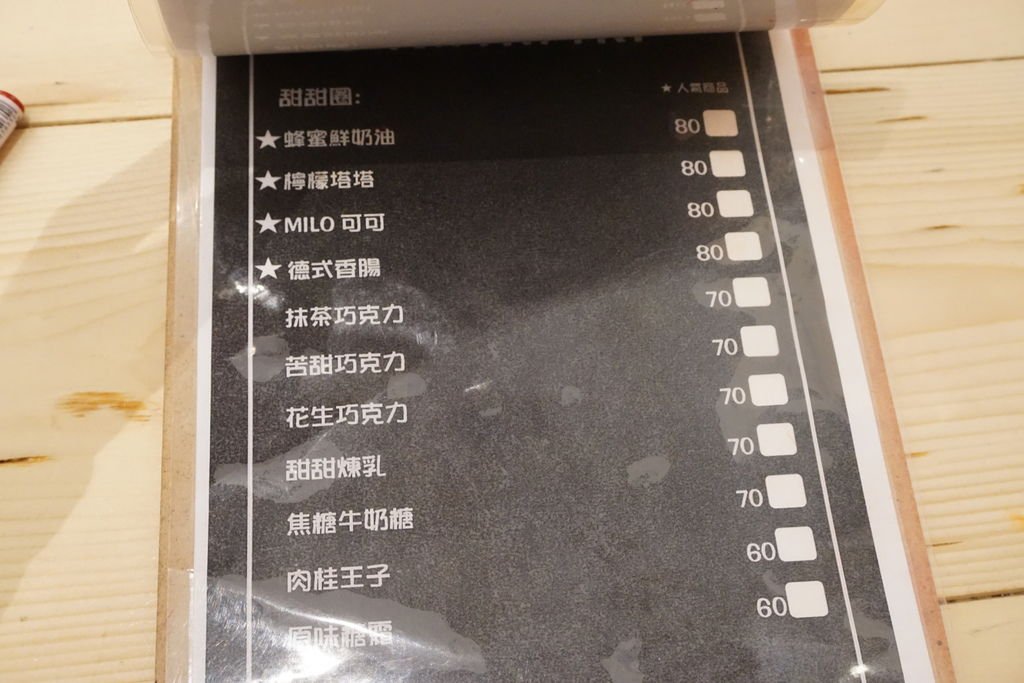 甜甜圈:
★人氣商品
★蜂蜜鮮奶油 80
★檸檬塔塔 80
★MILO 可可 80
★德式香腸 80
抹茶巧克力 70
苦甜巧克力 70
花生巧克力 70
甜甜煉乳 70
焦糖牛奶糖 70
肉桂王子 60
原味糖霜 60